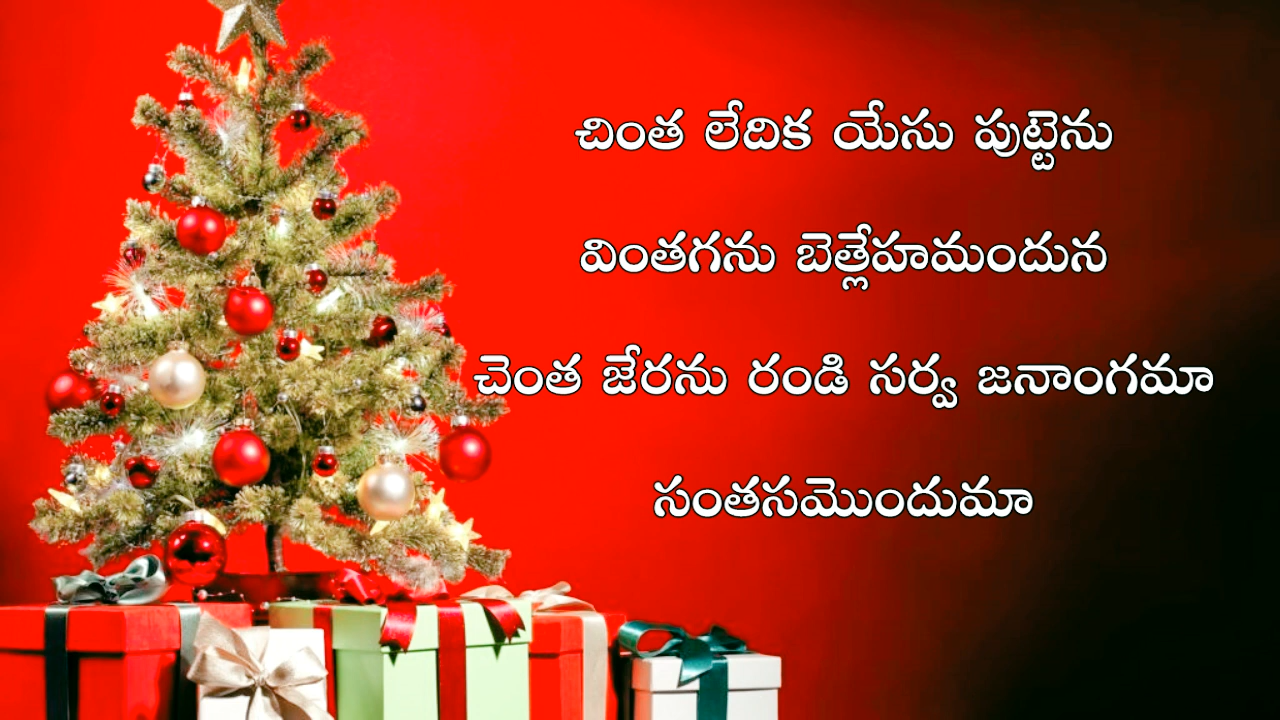 చింత లేదిక యేసు పుట్టెను
వింతగను బెత్లేహమందున
చెంత జేరను రండి సర్వ జనాంగమా
సంతసమొందుమా